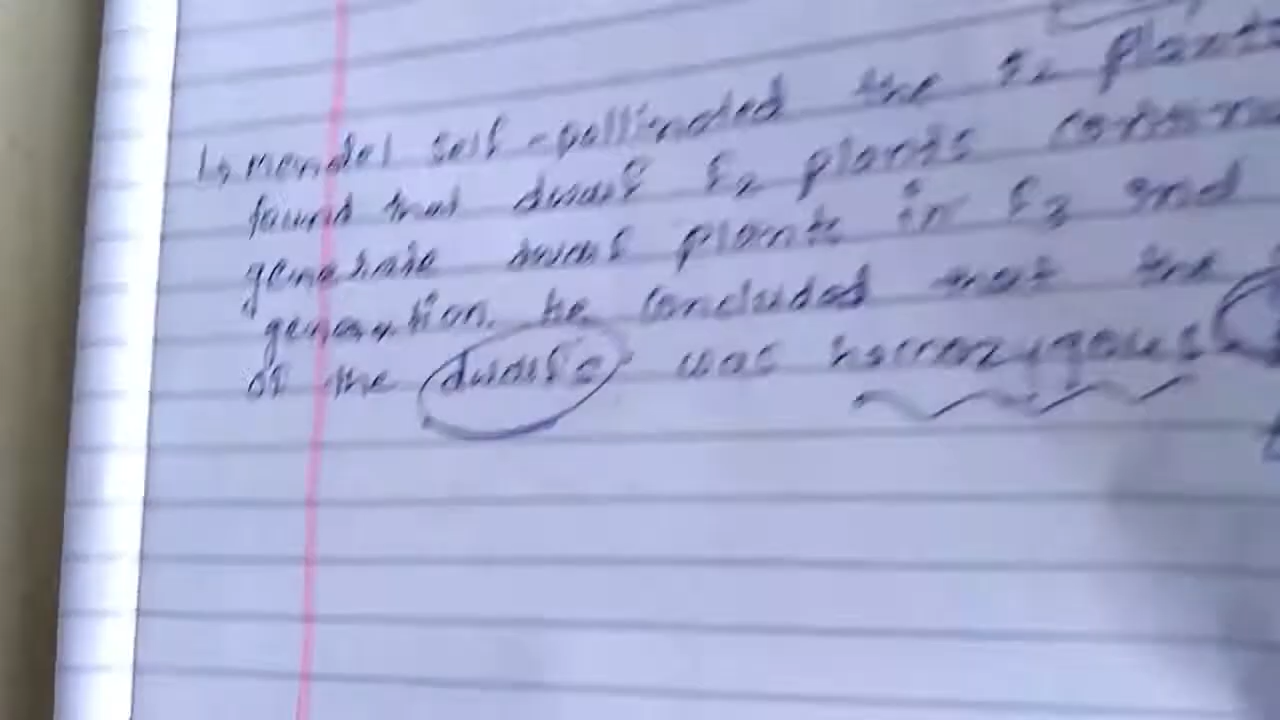 ↳ mendel self-pollinated the F2 plants
found that dwarf F2 plants
generate dwarf plants in F3 and
generation. he concluded that the
of the dwarfs was homozygous